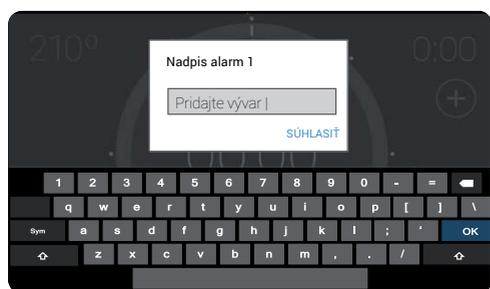 210° 0:00
Nadpis alarm 1
+
Pridajte vývar |
SÚHLASIŤ
1 2 3 4 5 6 7 8 9 0 - =
q w e r t y u i o p [ ] \
Sym a s d f g h j k l ; ' OK
z x c v b n m , . /